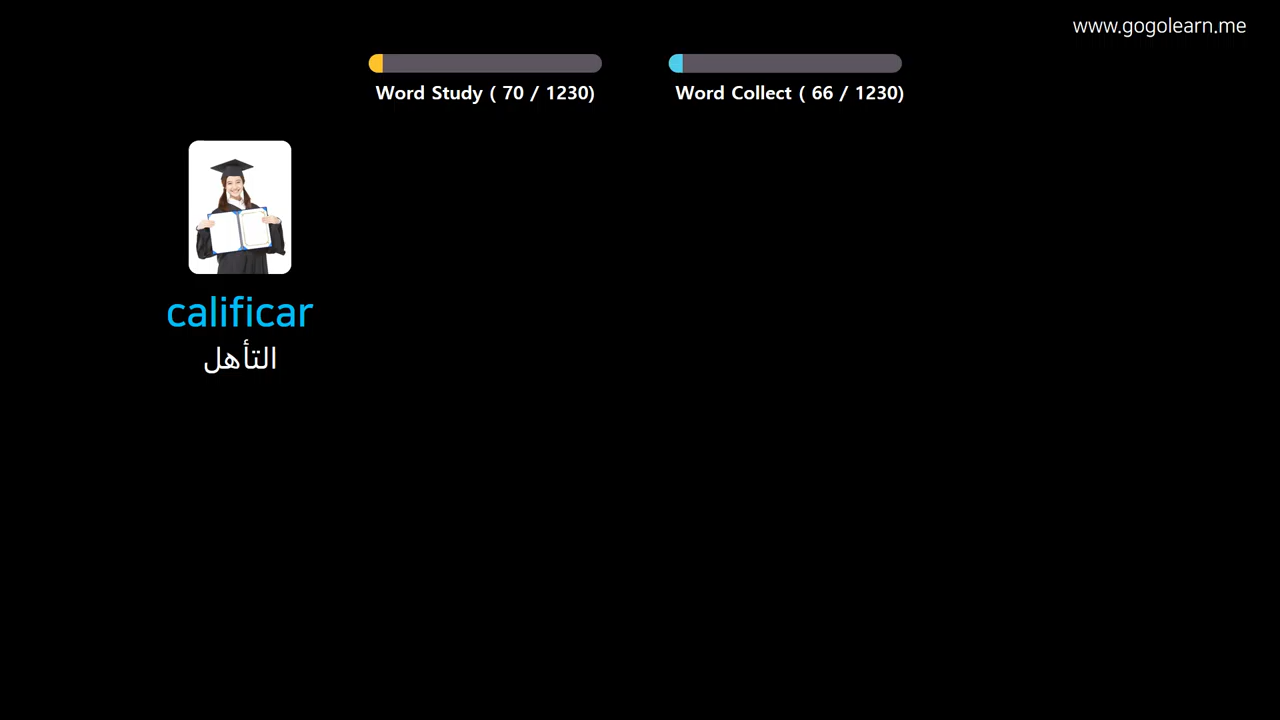 www.gogolearn.me
Word Study ( 70 / 1230)
Word Collect ( 66 / 1230)
calificar
التأهل